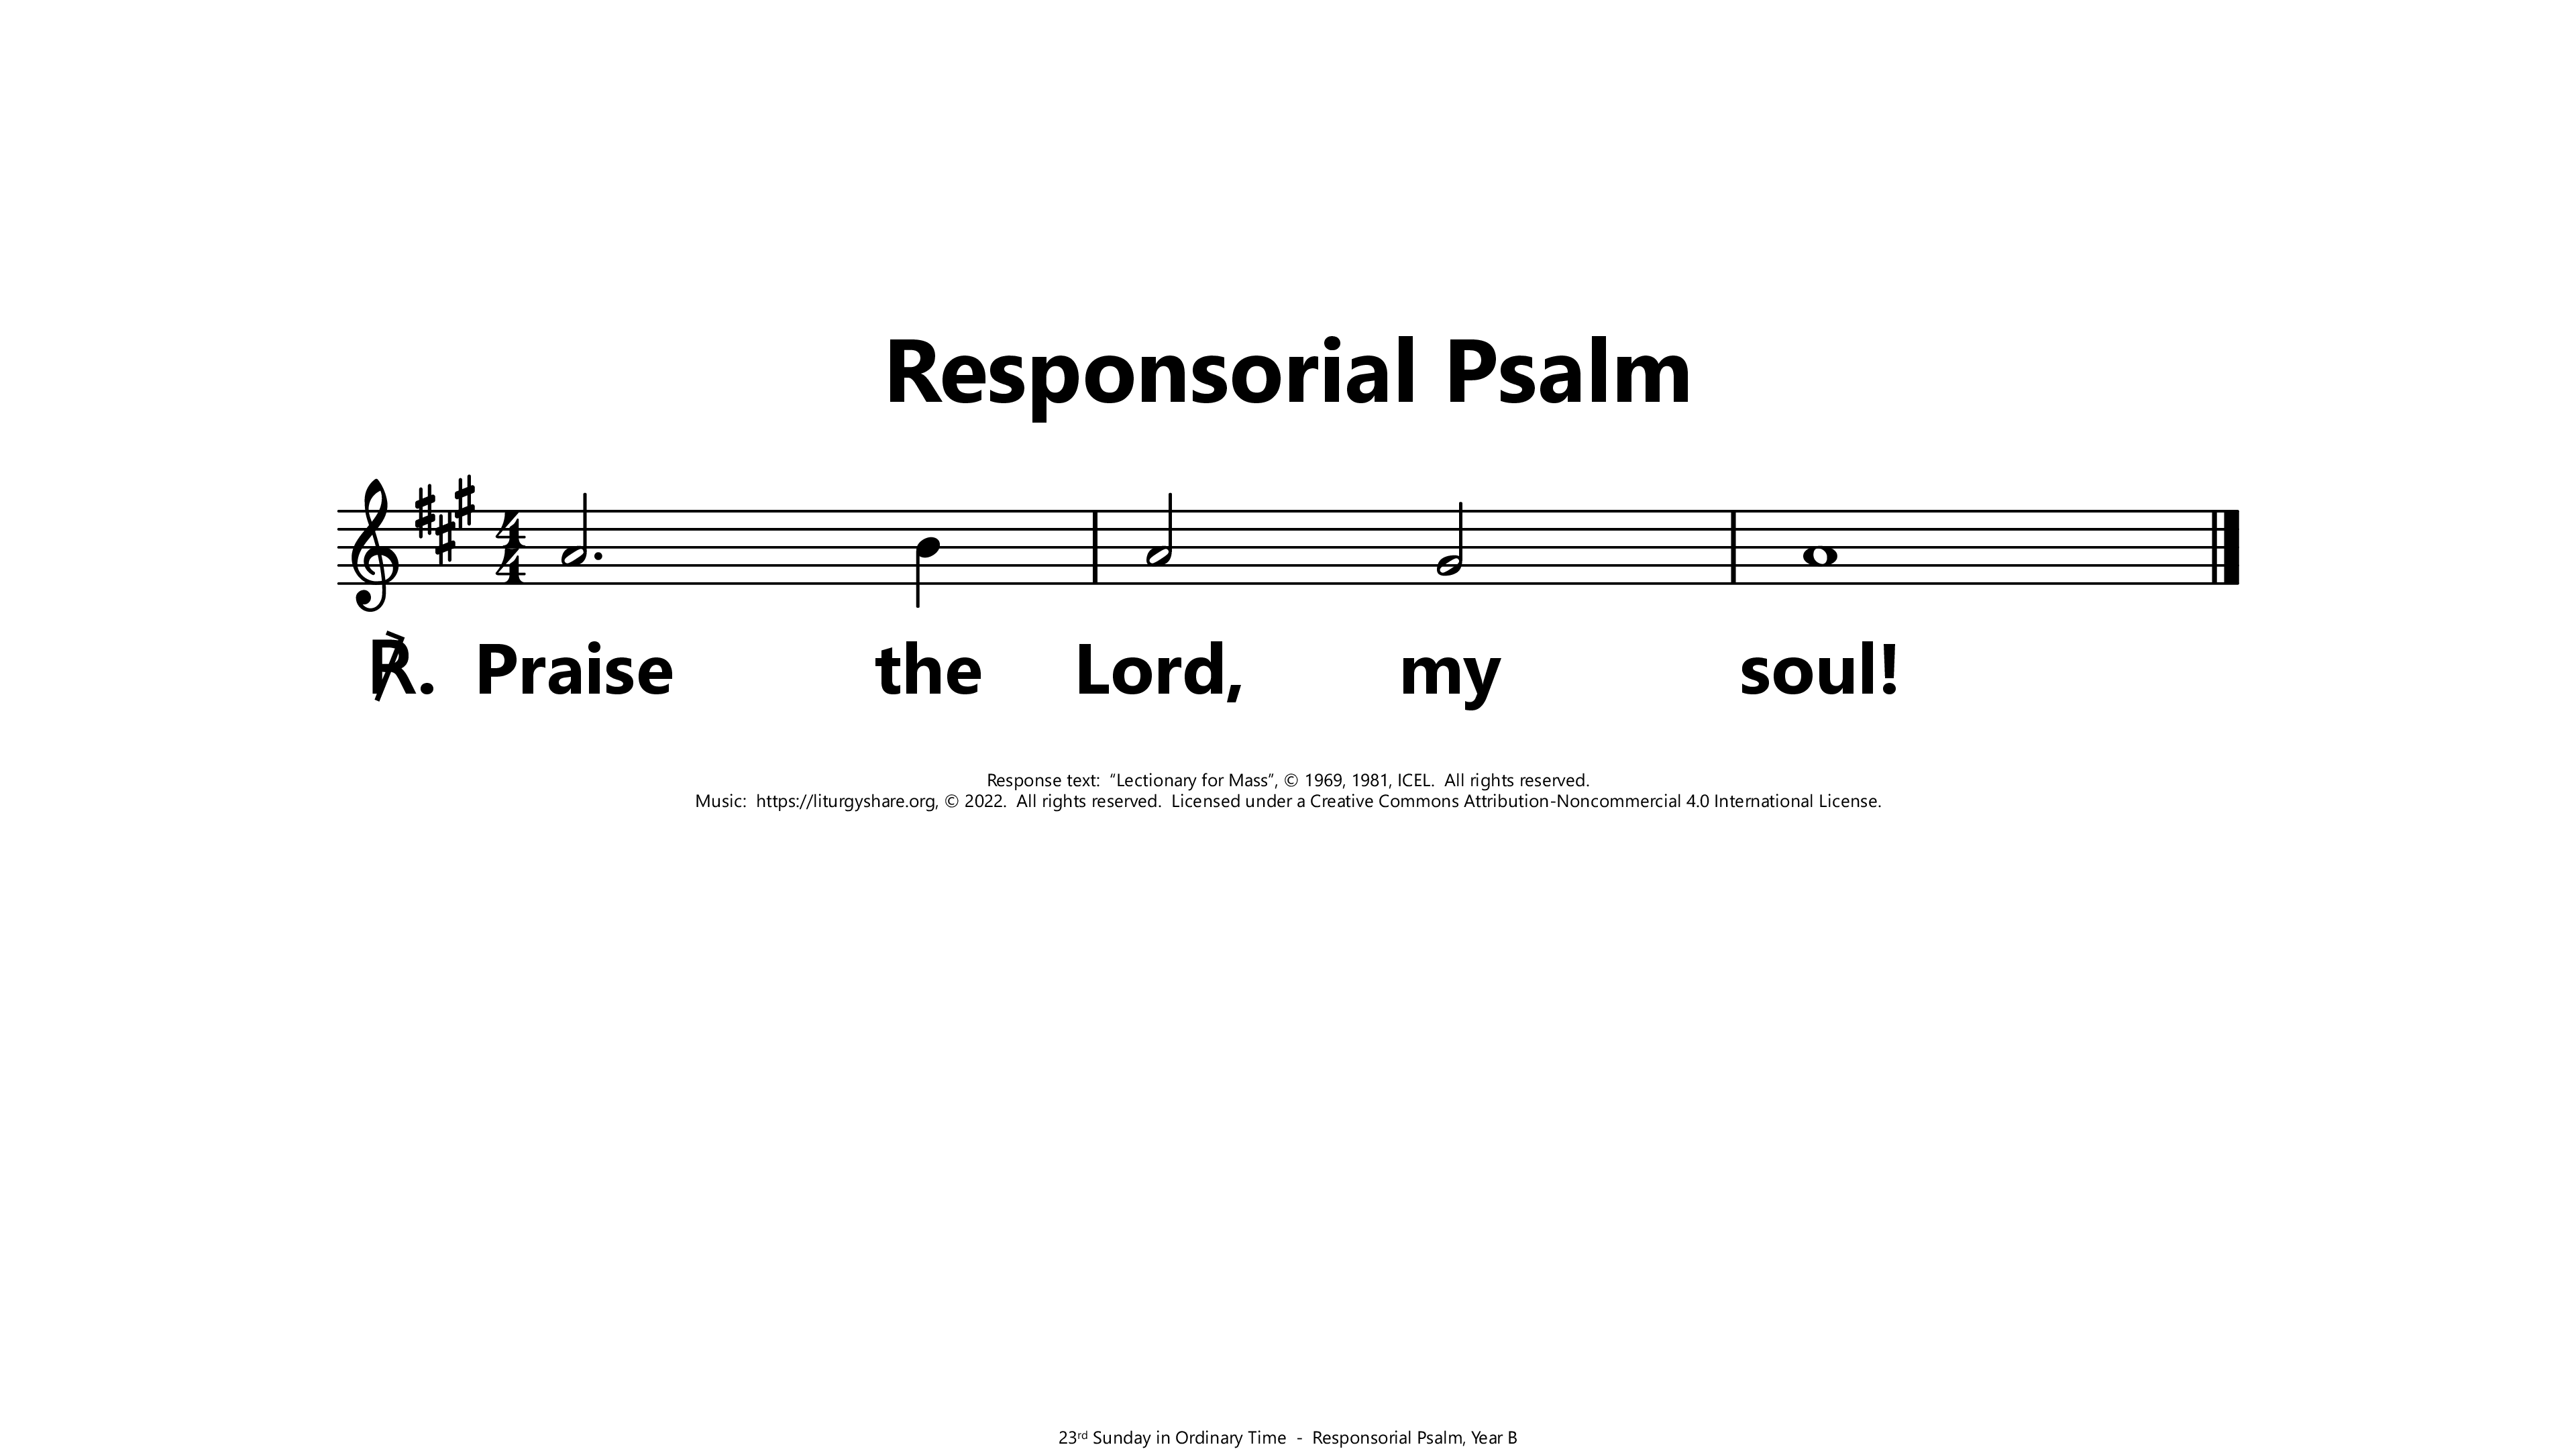 Responsorial Psalm
℟. Praise the Lord, my soul!
Response text: “Lectionary for Mass”, © 1969, 1981, ICEL. All rights reserved.
Music: https://liturgyshare.org, © 2022. All rights reserved. Licensed under a Creative Commons Attribution-Noncommercial 4.0 International License.
23rd Sunday in Ordinary Time - Responsorial Psalm, Year B